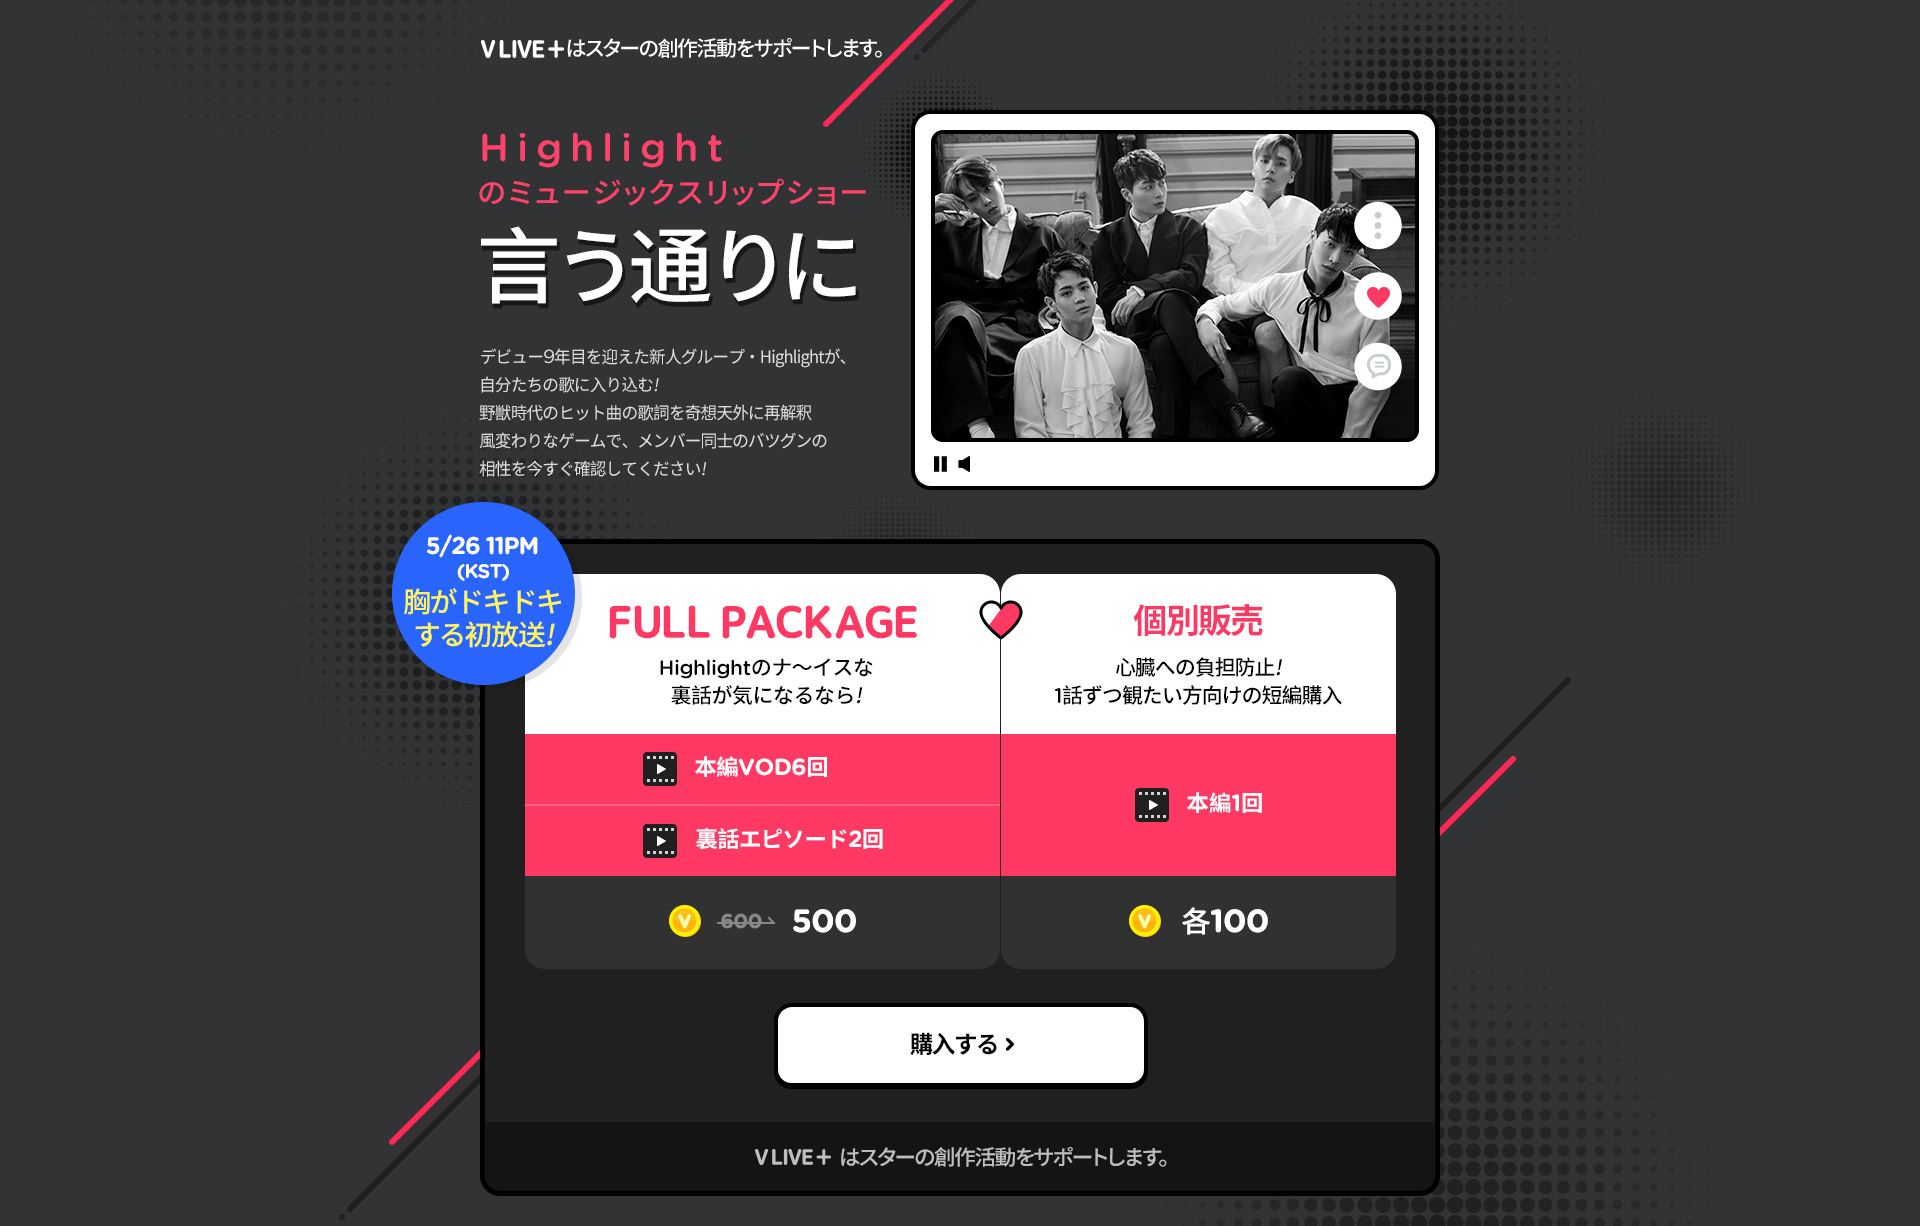 V LIVE+はスターの創作活動をサポートします。
Highlight
のミュージックスリップショー
言う通りに
デビュー9年目を迎えた新人グループ・Highlightが、
自分たちの歌に入り込む!
野獣時代のヒット曲の歌詞を奇想天外に再解釈
風変わりなゲームで、メンバー同士のバツグンの
相性を今すぐ確認してください!
5/26 11PM
(KST)
胸がドキドキ
する初放送!
FULL PACKAGE
Highlightのナ〜イスな
裏話が気になるなら!
本編VOD6回
裏話エピソード2回
V 600 500
個別販売
心臓への負担防止!
1話ずつ観たい方向けの短編購入
本編1回
V 各100
購入する >
V LIVE+ はスターの創作活動をサポートします。